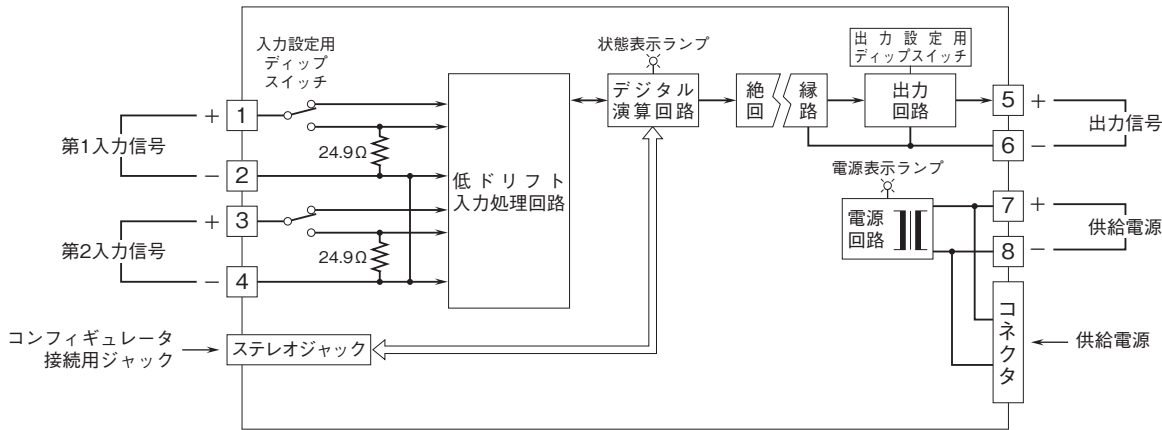 入力設定用
ディップ
スイッチ
状態表示ランプ
出力設定用
ディップスイッチ
第1入力信号
+ 1
- 2
24.9Ω
第2入力信号
+ 3
- 4
24.9Ω
低ドリフト
入力処理回路
デジタル
演算回路
絶 縁
回 路
出力
回路
5 +
6 -
出力信号
電源表示ランプ
電源
回路
7 +
8 -
供給電源
コンフィギュレータ
接続用ジャック
ステレオジャック
コネクタ
供給電源